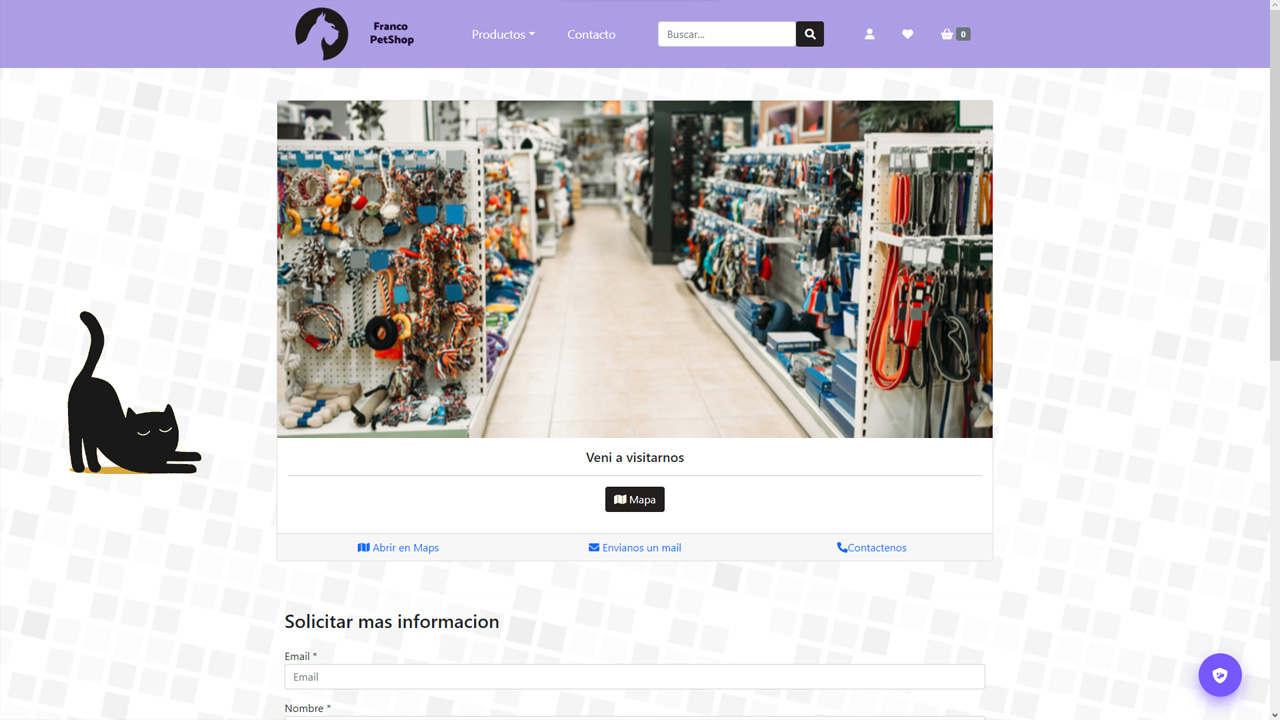 Franco
PetShop
Productos
Contacto
Buscar...
0
Veni a visitarnos
Mapa
Abrir en Maps
Envianos un mail
Contactenos
Solicitar mas informacion
Email *
Email
Nombre *